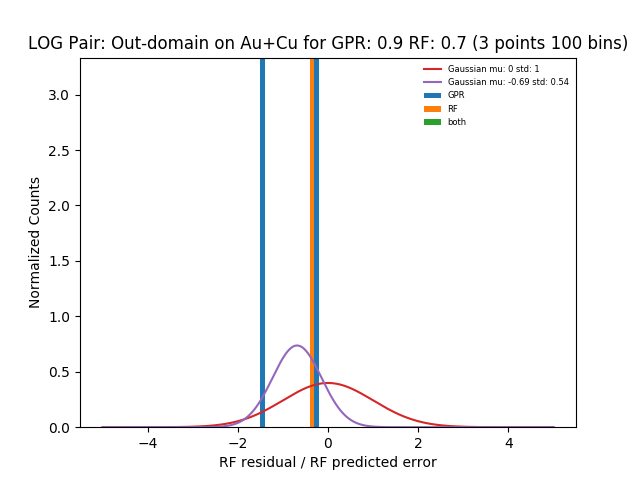 LOG Pair: Out-domain on Au+Cu for GPR: 0.9 RF: 0.7 (3 points 100 bins)
Gaussian mu: 0 std: 1
Gaussian mu: -0.69 std: 0.54
GPR
RF
both
Normalized Counts
3.0
2.5
2.0
1.5
1.0
0.5
0.0
−4 −2 0 2 4
RF residual / RF predicted error